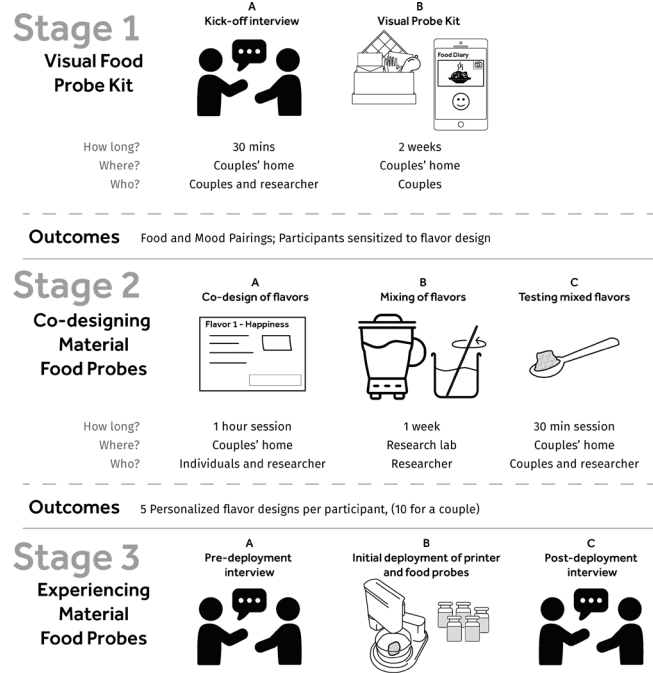 Stage 1
Visual Food
Probe Kit
A
Kick-off interview
B
Visual Probe Kit
Food Diary
How long?
30 mins
2 weeks
Where?
Couples' home
Couples' home
Who?
Couples and researcher
Couples
Outcomes
Food and Mood Pairings; Participants sensitized to flavor design
Stage 2
Co-designing
Material
Food Probes
A
Co-design of flavors
B
Mixing of flavors
C
Testing mixed flavors
Flavor 1 - Happiness
How long?
1 hour session
1 week
30 min session
Where?
Couples' home
Research lab
Couples' home
Who?
Individuals and researcher
Researcher
Couples and researcher
Outcomes
5 Personalized flavor designs per participant, (10 for a couple)
Stage 3
Experiencing
Material
Food Probes
A
Pre-deployment
interview
B
Initial deployment of printer
and food probes
C
Post-deployment
interview